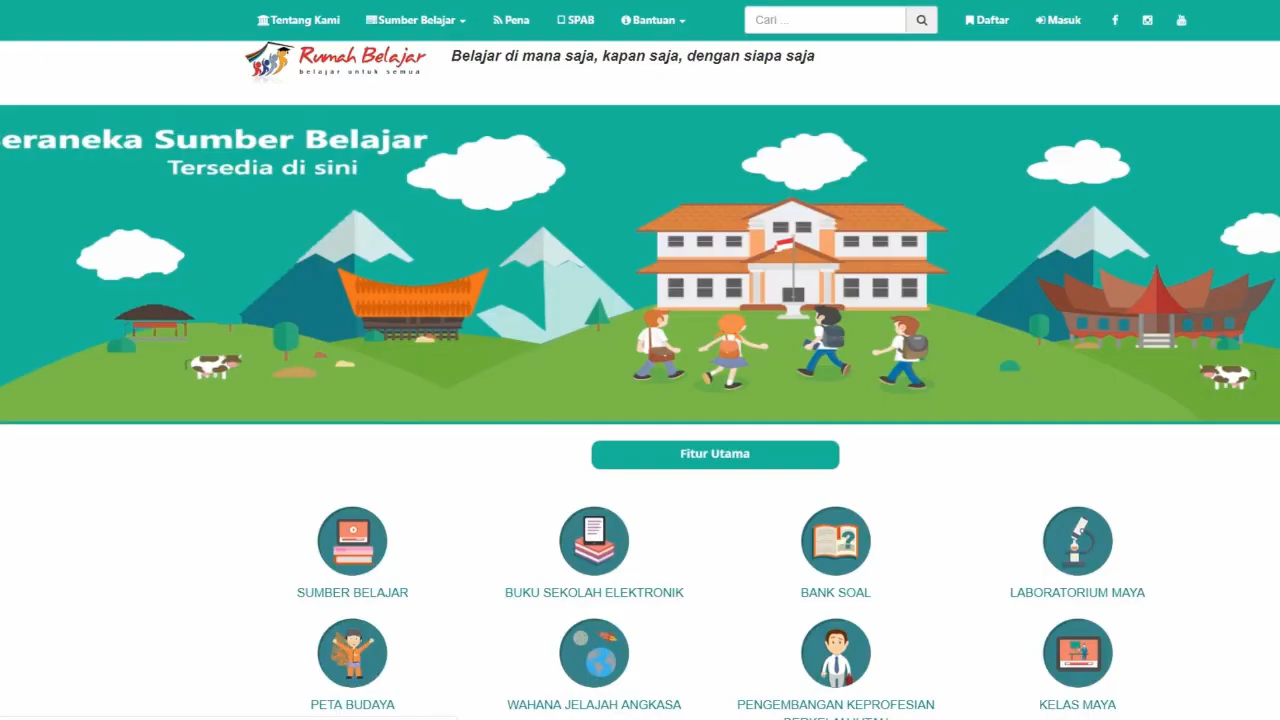 Tentang Kami
Sumber Belajar
Pena
SPAB
Bantuan
Cari ...
Daftar
Masuk
Rumah Belajar
belajar untuk semua
Belajar di mana saja, kapan saja, dengan siapa saja
eraneka Sumber Belajar
Tersedia di sini
Fitur Utama
SUMBER BELAJAR
BUKU SEKOLAH ELEKTRONIK
BANK SOAL
LABORATORIUM MAYA
PETA BUDAYA
WAHANA JELAJAH ANGKASA
PENGEMBANGAN KEPROFESIAN
BERKELANJUTAN
KELAS MAYA